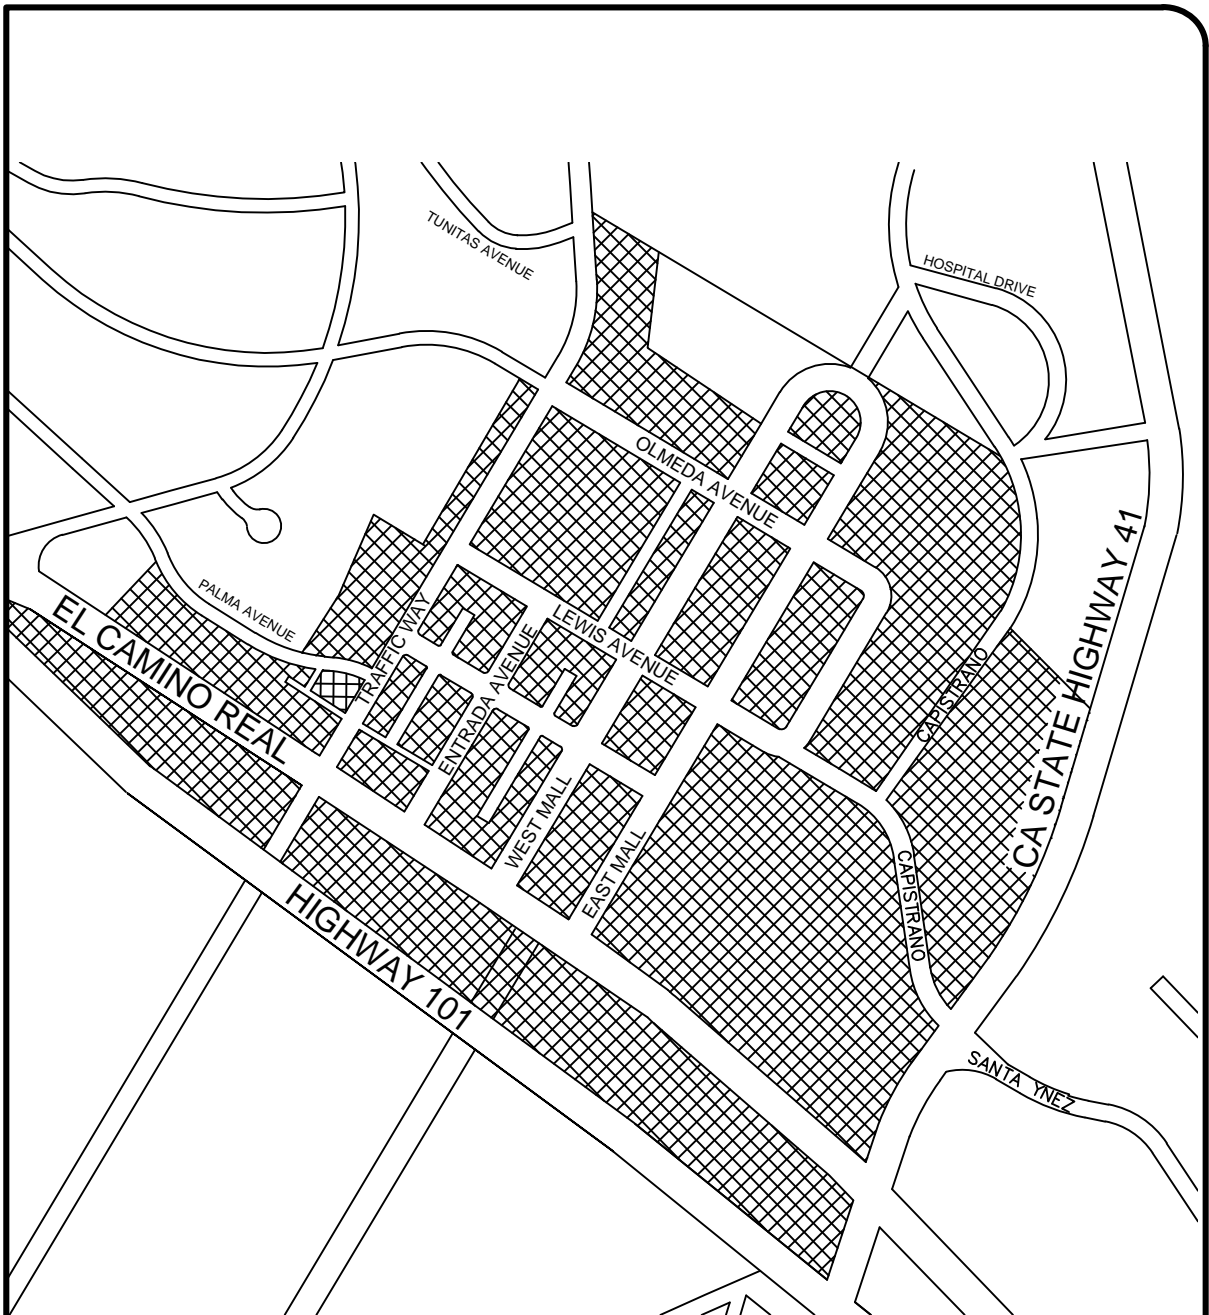 TUNITAS AVENUE
HOSPITAL DRIVE
OLMEDA AVENUE
CA STATE HIGHWAY 41
PALMA AVENUE
EL CAMINO REAL
TRAFFIC WAY
LEWIS AVENUE
ENTRADA AVENUE
CAPISTRANO
WEST MALL
EAST MALL
CAPISTRANO
HIGHWAY 101
SANTA YNEZ